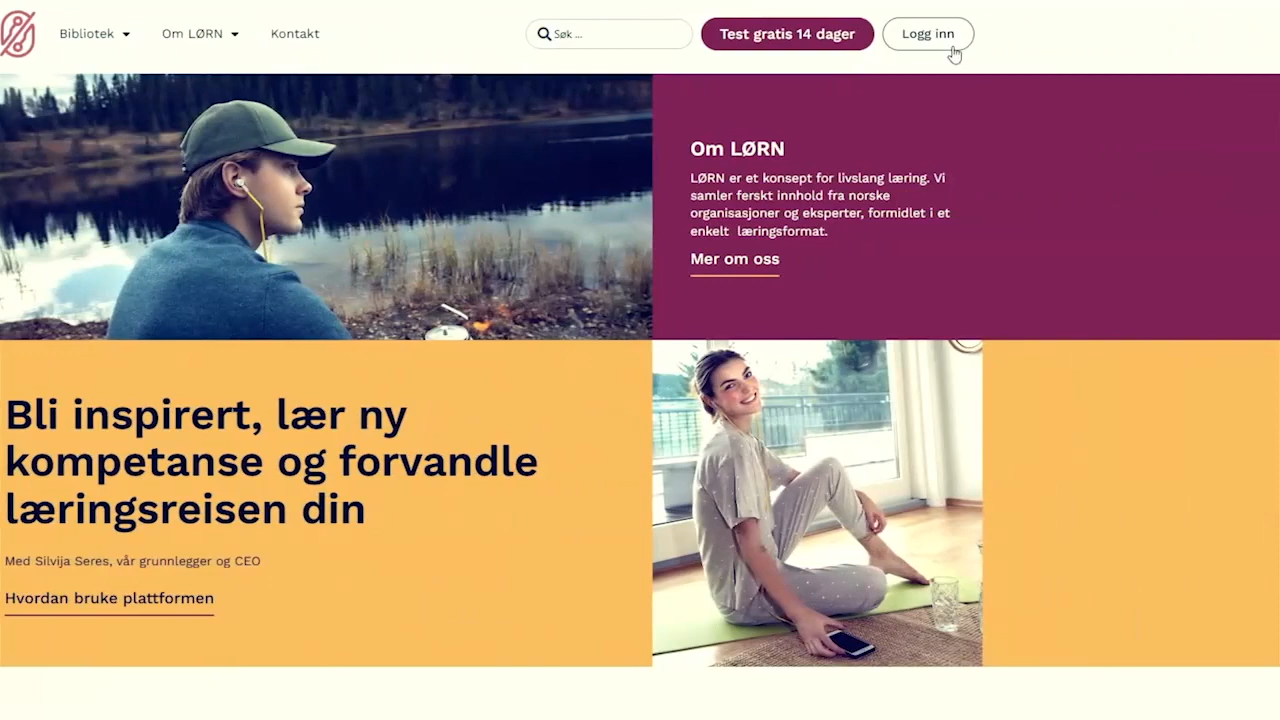 Bibliotek
Om LØRN
Kontakt
Søk ...
Test gratis 14 dager
Logg inn
Om LØRN
LØRN er et konsept for livslang læring. Vi
samler ferskt innhold fra norske
organisasjoner og eksperter, formidlet i et
enkelt læringsformat.
Mer om oss
Bli inspirert, lær ny
kompetanse og forvandle
læringsreisen din
Med Silvija Seres, vår grunnlegger og CEO
Hvordan bruke plattformen